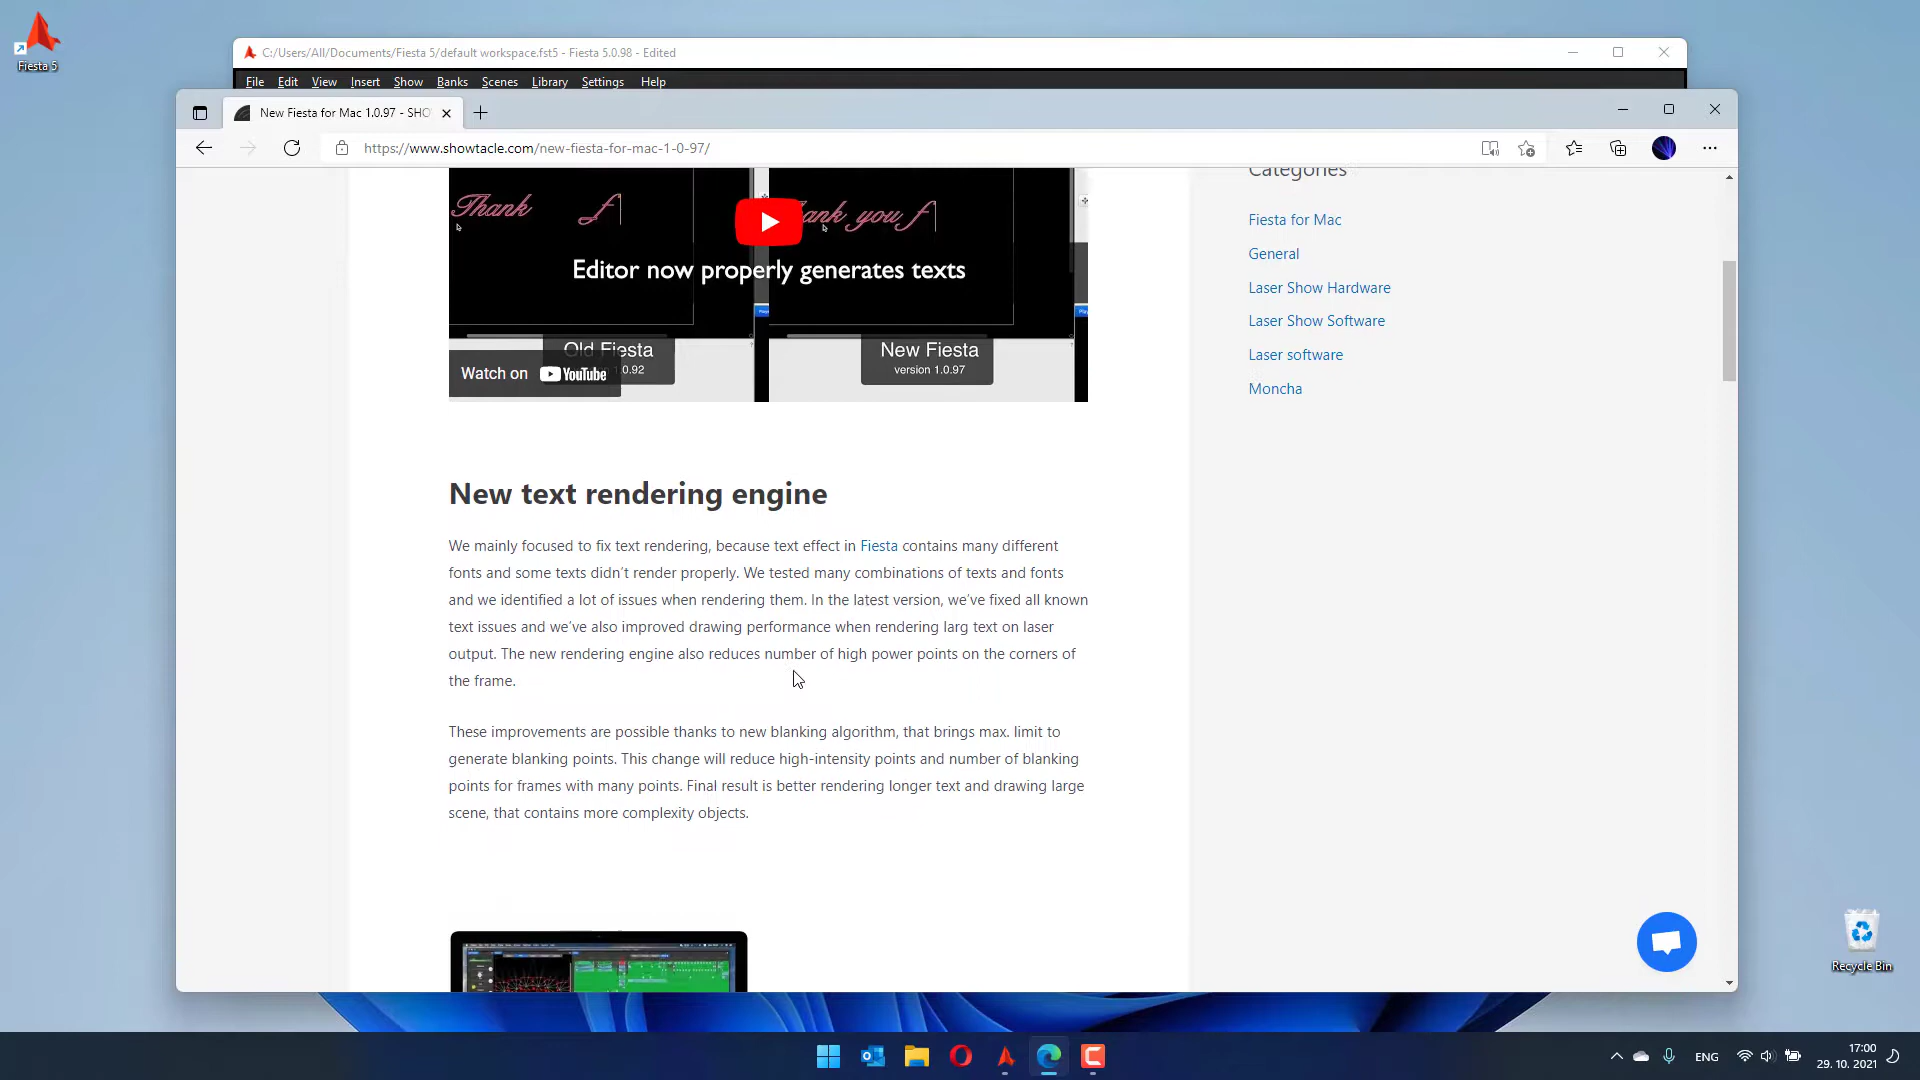 Fiesta 5
C:/Users/All/Documents/Fiesta 5/default workspace.fst5 - Fiesta 5.0.98 - Edited
File Edit View Insert Show Banks Scenes Library Settings Help
New Fiesta for Mac 1.0.97 - SHO
https://www.showtacle.com/new-fiesta-for-mac-1-0-97/
Thank f
ank you f
Editor now properly generates texts
Old Fiesta
1.0.92
New Fiesta
version 1.0.97
Watch on YouTube
Categories
Fiesta for Mac
General
Laser Show Hardware
Laser Show Software
Laser software
Moncha
New text rendering engine
We mainly focused to fix text rendering, because text effect in Fiesta contains many different
fonts and some texts didn’t render properly. We tested many combinations of texts and fonts
and we identified a lot of issues when rendering them. In the latest version, we’ve fixed all known
text issues and we’ve also improved drawing performance when rendering larg text on laser
output. The new rendering engine also reduces number of high power points on the corners of
the frame.
These improvements are possible thanks to new blanking algorithm, that brings max. limit to
generate blanking points. This change will reduce high-intensity points and number of blanking
points for frames with many points. Final result is better rendering longer text and drawing large
scene, that contains more complexity objects.
Recycle Bin
ENG
17:00
29. 10. 2021